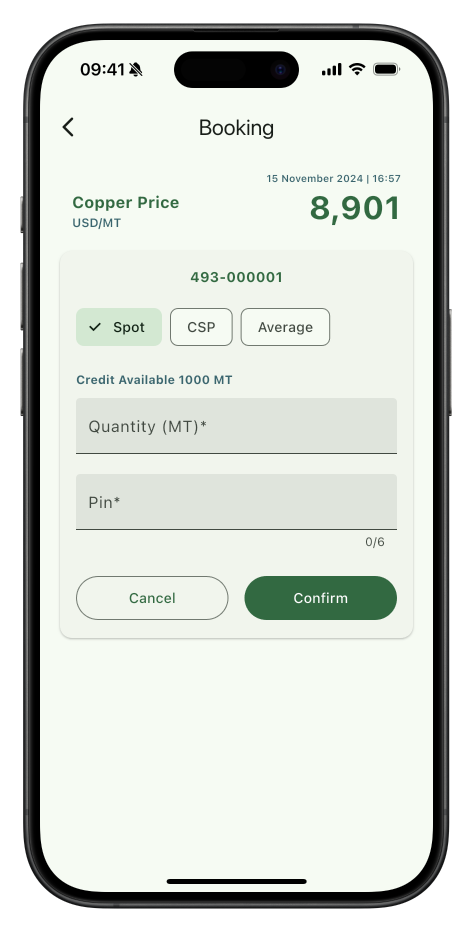 09:41
Booking
15 November 2024 | 16:57
Copper Price
8,901
USD/MT
493-000001
Spot
CSP
Average
Credit Available 1000 MT
Quantity (MT)*
Pin*
0/6
Cancel
Confirm